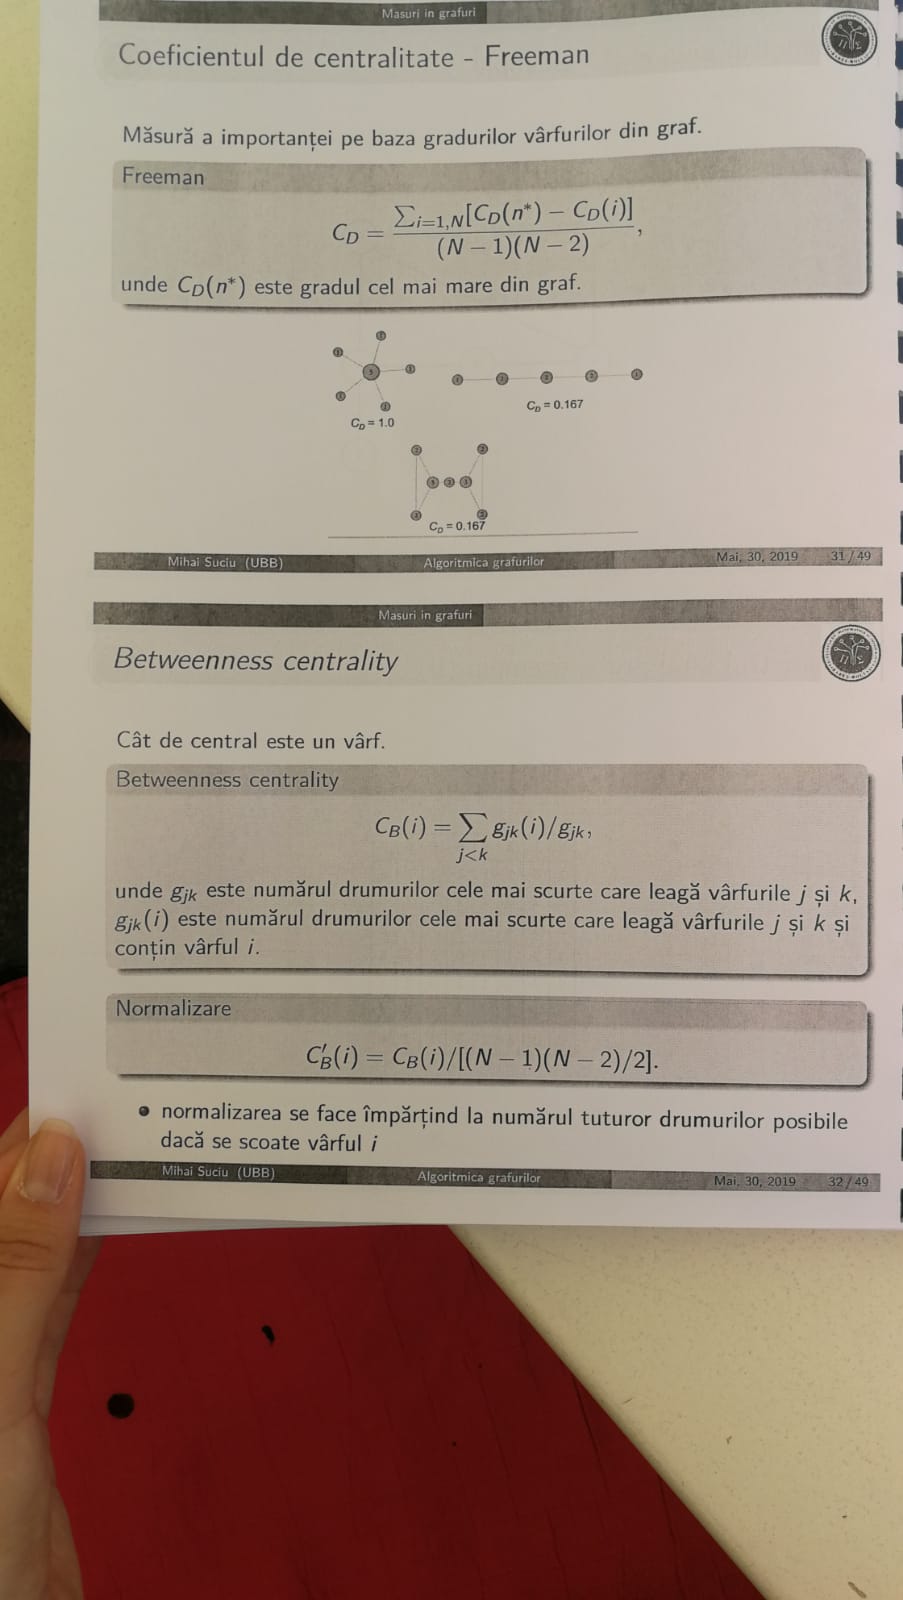 Masuri in grafuri
Coeficientul de centralitate - Freeman
Măsură a importanței pe baza gradurilor vârfurilor din graf.
Freeman
C_D = ∑_{i=1,N}[C_D(n*) − C_D(i)] / (N − 1)(N − 2),
unde C_D(n*) este gradul cel mai mare din graf.
C_D = 1.0
C_D = 0.167
C_D = 0.167
Mihai Suciu (UBB) Algoritmica grafurilor Mai, 30, 2019 31 / 49
Masuri in grafuri
Betweenness centrality
Cât de central este un vârf.
Betweenness centrality
C_B(i) = ∑_{j<k} g_{jk}(i)/g_{jk},
unde g_{jk} este numărul drumurilor cele mai scurte care leagă vârfurile j și k,
g_{jk}(i) este numărul drumurilor cele mai scurte care leagă vârfurile j și k și
conțin vârful i.
Normalizare
C′_B(i) = C_B(i)/[(N − 1)(N − 2)/2].
• normalizarea se face împărțind la numărul tuturor drumurilor posibile
dacă se scoate vârful i
Mihai Suciu (UBB) Algoritmica grafurilor Mai, 30, 2019 32 / 49